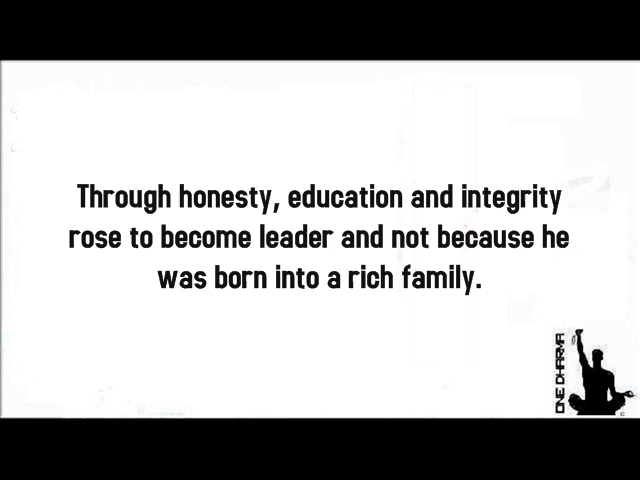 Through honesty, education and integrity
rose to become leader and not because he
was born into a rich family.
ONE DHARMA